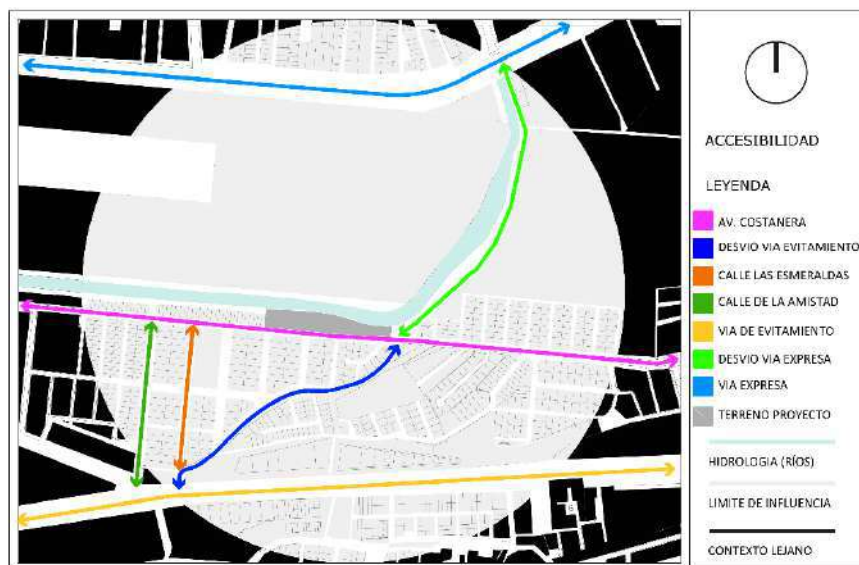 ACCESIBILIDAD
LEYENDA
AV. COSTANERA
DESVIO VIA EVITAMIENTO
CALLE LAS ESMERALDAS
CALLE DE LA AMISTAD
VIA DE EVITAMIENTO
DESVIO VIA EXPRESA
VIA EXPRESA
TERRENO PROYECTO
HIDROLOGIA (RÍOS)
LIMITE DE INFLUENCIA
CONTEXTO LEJANO